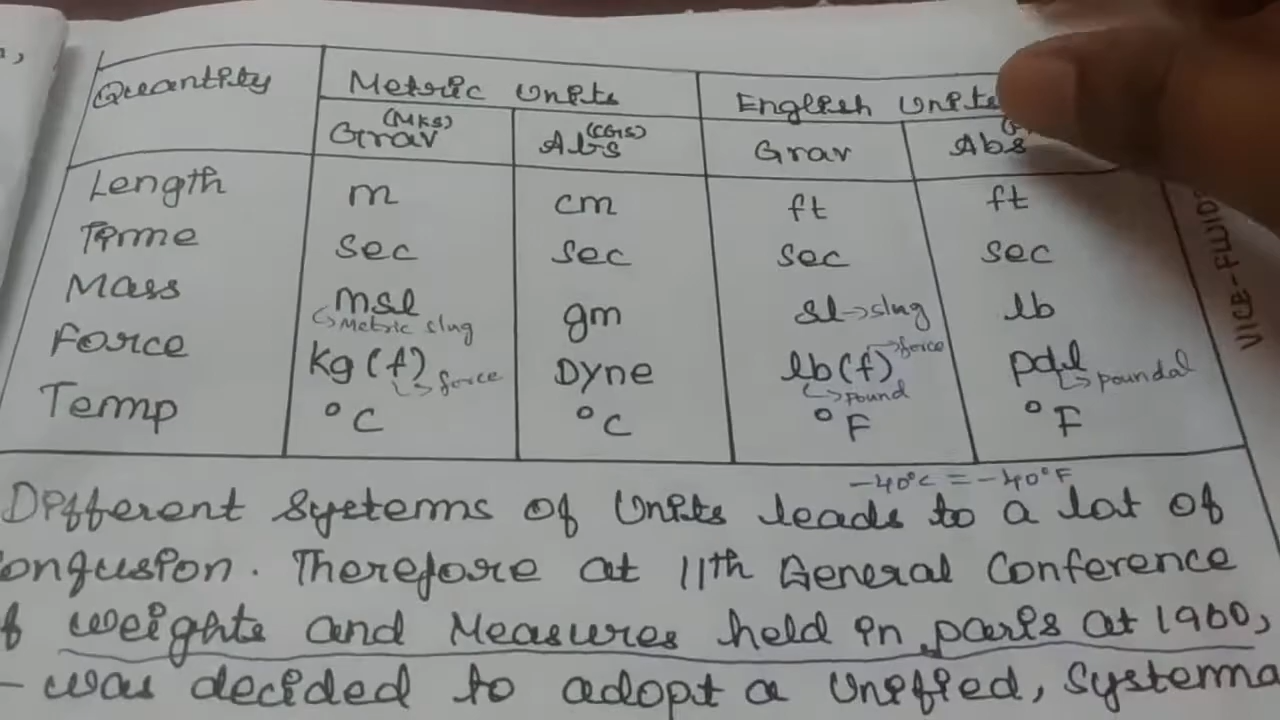 Quantity Metric Units English Units
Grav (MKS) Abs (CGS) Grav Abs
Length m cm ft ft
Time sec sec sec sec
Mass msl gm sl → slug lb
↳ Metric slug
Force kg (f) Dyne lb(f) → force pdl
↳ force ↳ Pound ↳ poundal
Temp °C °C °F °F
-40°C = -40°F
Different Systems of Units leads to a lot of
onfusion. Therefore at 11th General Conference
f weights and Measures held in paris at 1960,
was decided to adopt a Unified, Systema
VICE-FLUIDS